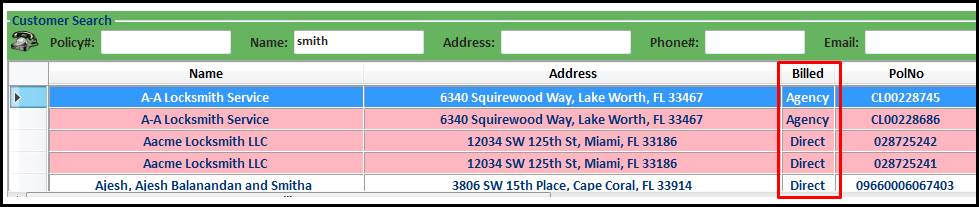 Customer Search
Policy#: Name: smith Address: Phone#: Email:
Name Address Billed PolNo
A-A Locksmith Service 6340 Squirewood Way, Lake Worth, FL 33467 Agency CL00228745
A-A Locksmith Service 6340 Squirewood Way, Lake Worth, FL 33467 Agency CL00228686
Aacme Locksmith LLC 12034 SW 125th St, Miami, FL 33186 Direct 028725242
Aacme Locksmith LLC 12034 SW 125th St, Miami, FL 33186 Direct 028725241
Ajesh, Ajesh Balanandan and Smitha 3806 SW 15th Place, Cape Coral, FL 33914 Direct 09660006067403